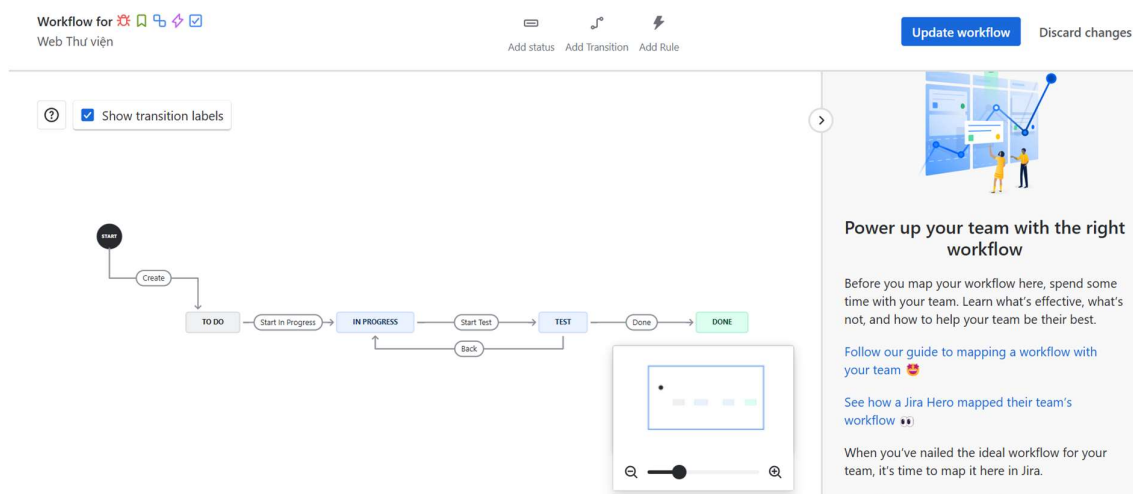 Workflow for
Web Thư viện
Add status
Add Transition
Add Rule
Update workflow
Discard changes
Show transition labels
START
Create
TO DO
Start In Progress
IN PROGRESS
Start Test
TEST
Done
DONE
Back
Power up your team with the right
workflow
Before you map your workflow here, spend some
time with your team. Learn what's effective, what's
not, and how to help your team be their best.
Follow our guide to mapping a workflow with
your team 🤩
See how a Jira Hero mapped their team's
workflow 👀
When you've nailed the ideal workflow for your
team, it's time to map it here in Jira.